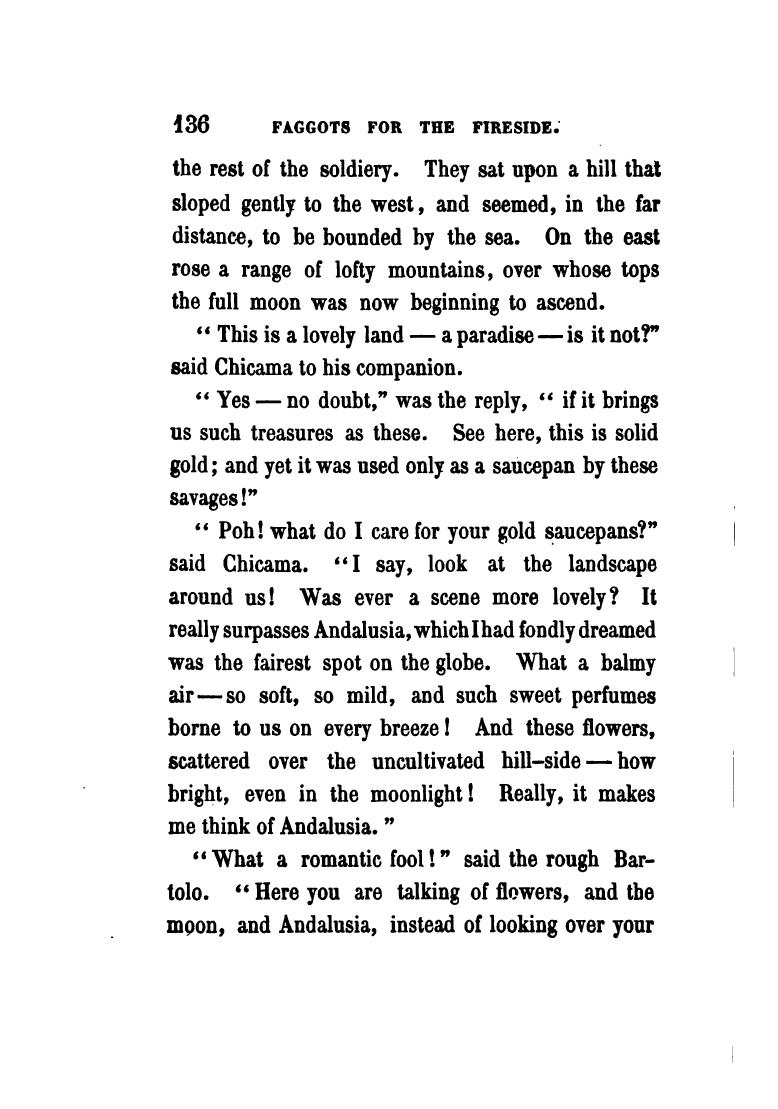 136 FAGGOTS FOR THE FIRESIDE.
the rest of the soldiery. They sat upon a hill that
sloped gently to the west, and seemed, in the far
distance, to be bounded by the sea. On the east
rose a range of lofty mountains, over whose tops
the full moon was now beginning to ascend.
“ This is a lovely land — a paradise — is it not?”
said Chicama to his companion.
“ Yes — no doubt,” was the reply, “ if it brings
us such treasures as these. See here, this is solid
gold; and yet it was used only as a saucepan by these
savages!”
“ Poh! what do I care for your gold saucepans?”
said Chicama. “I say, look at the landscape
around us! Was ever a scene more lovely? It
really surpasses Andalusia, which I had fondly dreamed
was the fairest spot on the globe. What a balmy
air — so soft, so mild, and such sweet perfumes
borne to us on every breeze! And these flowers,
scattered over the uncultivated hill-side — how
bright, even in the moonlight! Really, it makes
me think of Andalusia. ”
“ What a romantic fool!” said the rough Bar-
tolo. “ Here you are talking of flowers, and the
moon, and Andalusia, instead of looking over your